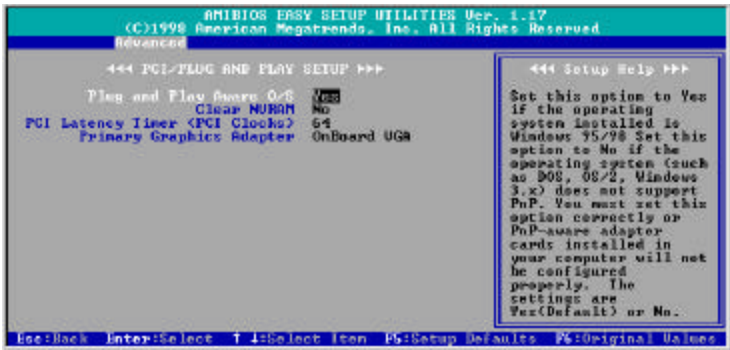 AMIBIOS EASY SETUP UTILITIES Ver. 1.17
(C)1998 American Megatrends, Inc. All Rights Reserved
Advanced
◄◄◄ PCI/PLUG AND PLAY SETUP ►►►
Plug and Play Aware O/S Yes
Clear NVRAM No
PCI Latency Timer (PCI Clocks) 64
Primary Graphics Adapter OnBoard VGA
◄◄◄ Setup Help ►►►
Set this option to Yes
if the operating
system installed is
Windows 95/98 Set this
option to No if the
operating system (such
as DOS, OS/2, Windows
3.x) does not support
PnP. You must set this
option correctly or
PnP-aware adapter
cards installed in
your computer will not
be configured
properly. The
settings are
Yes(Default) or No.
Esc:Back Enter:Select ↑ ↓:Select Item F5:Setup Defaults F6:Original Values